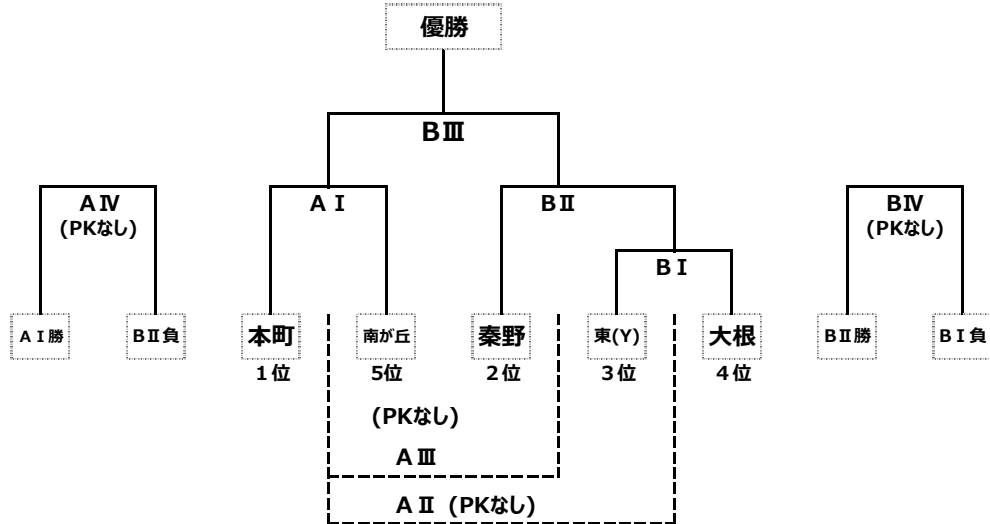 優勝
BⅢ
AⅣ
(PKなし)
AⅠ
BⅡ
BⅣ
(PKなし)
BⅠ
AⅠ勝
BⅡ負
本町
南が丘
秦野
東(Y)
大根
BⅡ勝
BⅠ負
1位
5位
2位
3位
4位
(PKなし)
AⅢ
AⅡ (PKなし)